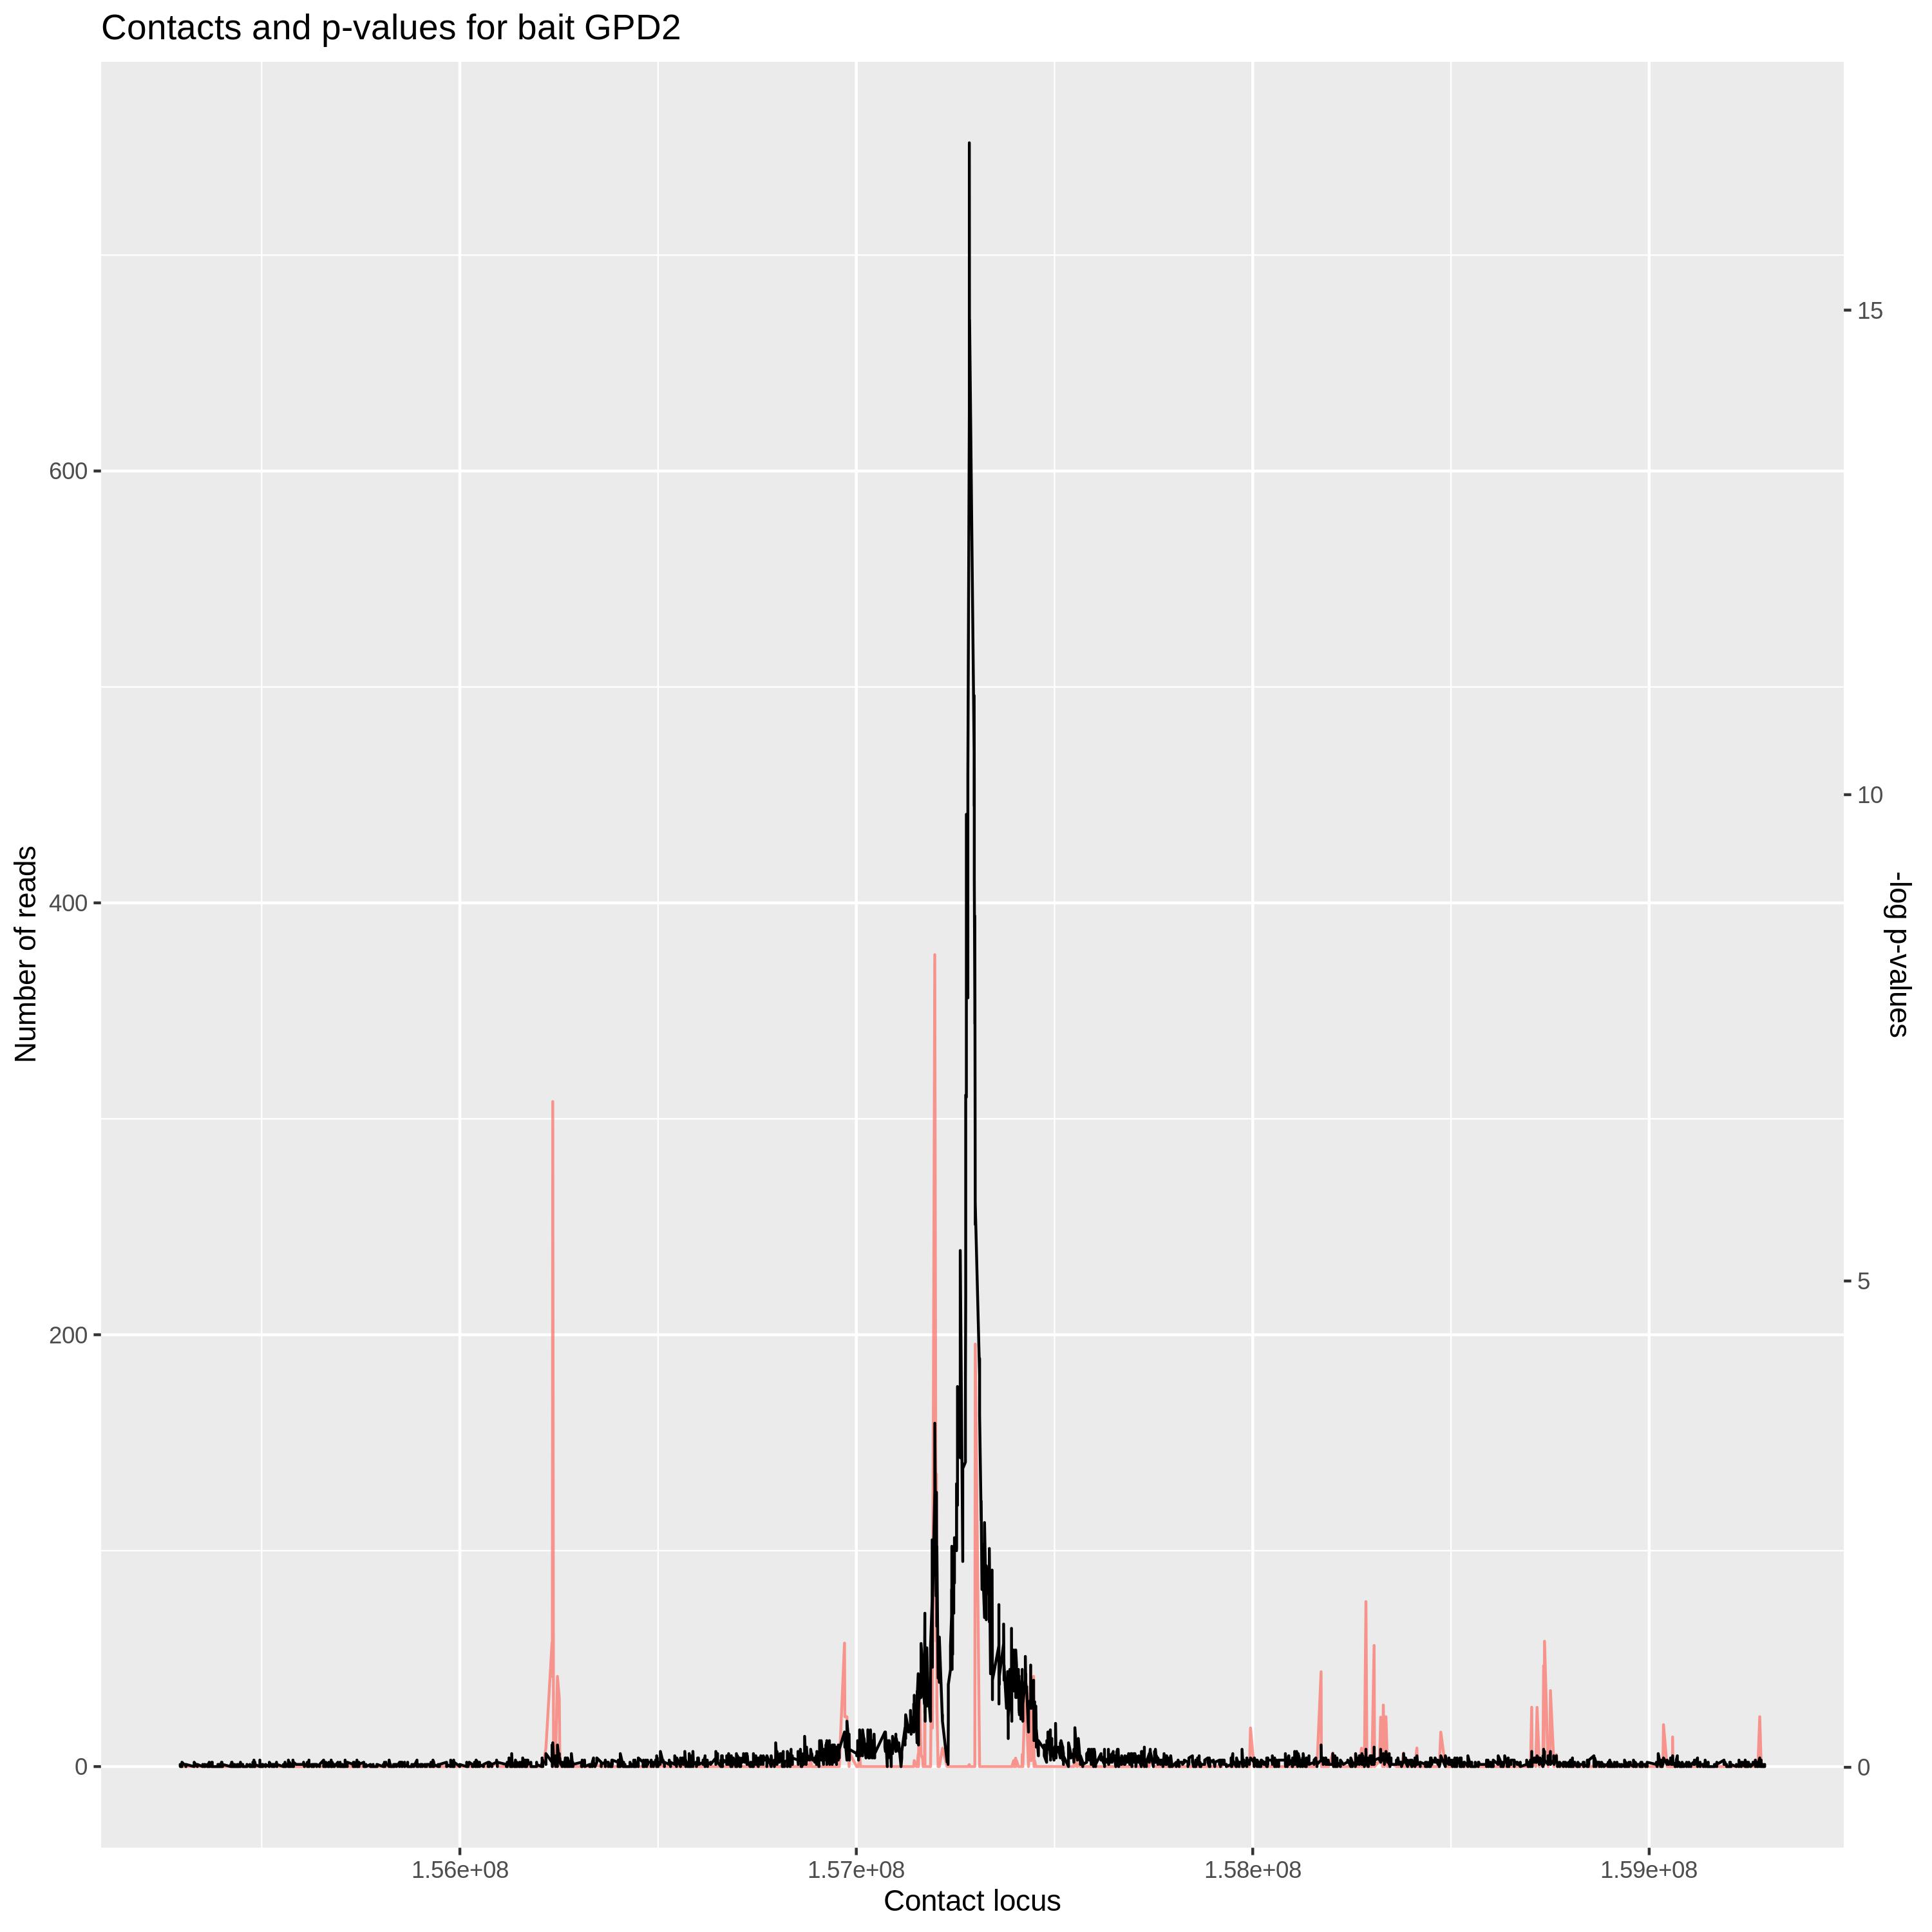 Contacts and p-values for bait GPD2
Number of reads
600
400
200
0
15
10
5
0
-log p-values
1.56e+08
1.57e+08
1.58e+08
1.59e+08
Contact locus